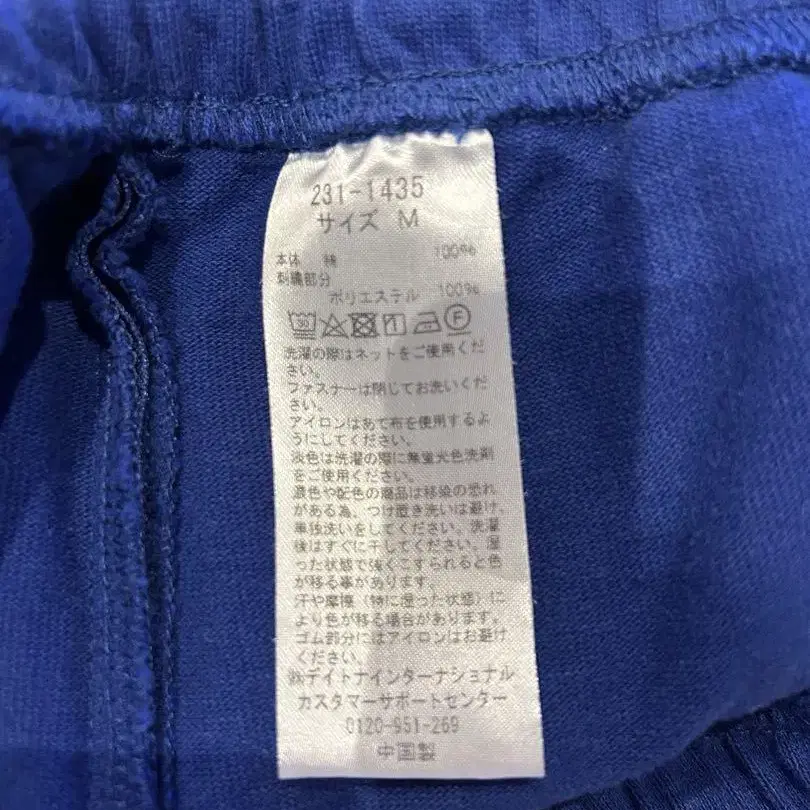 231-1435
サイズ M
本体 綿 100%
刺繍部分
ポリエステル 100%
30 F
洗濯の際はネットをご使用くだ
さい。
ファスナーは閉じてお洗いくだ
さい。
アイロンはあて布を使用するよ
うにしてください。
淡色は洗濯の際に無蛍光色洗剤
をご使用ください。
濃色や配色の商品は移染の恐れ
がある為、つけ置き洗いは避け、
単独洗いをしてください。洗濯
後はすぐに干してください。湿
った状態で強くこすられると色
が移る事があります。
汗や摩擦（特に湿った状態）に
より色が移る場合があります。
ゴム部分にはアイロンはお避け
ください。
㈱デイトナインターナショナル
カスタマーサポートセンター
0120-951-269
中国製